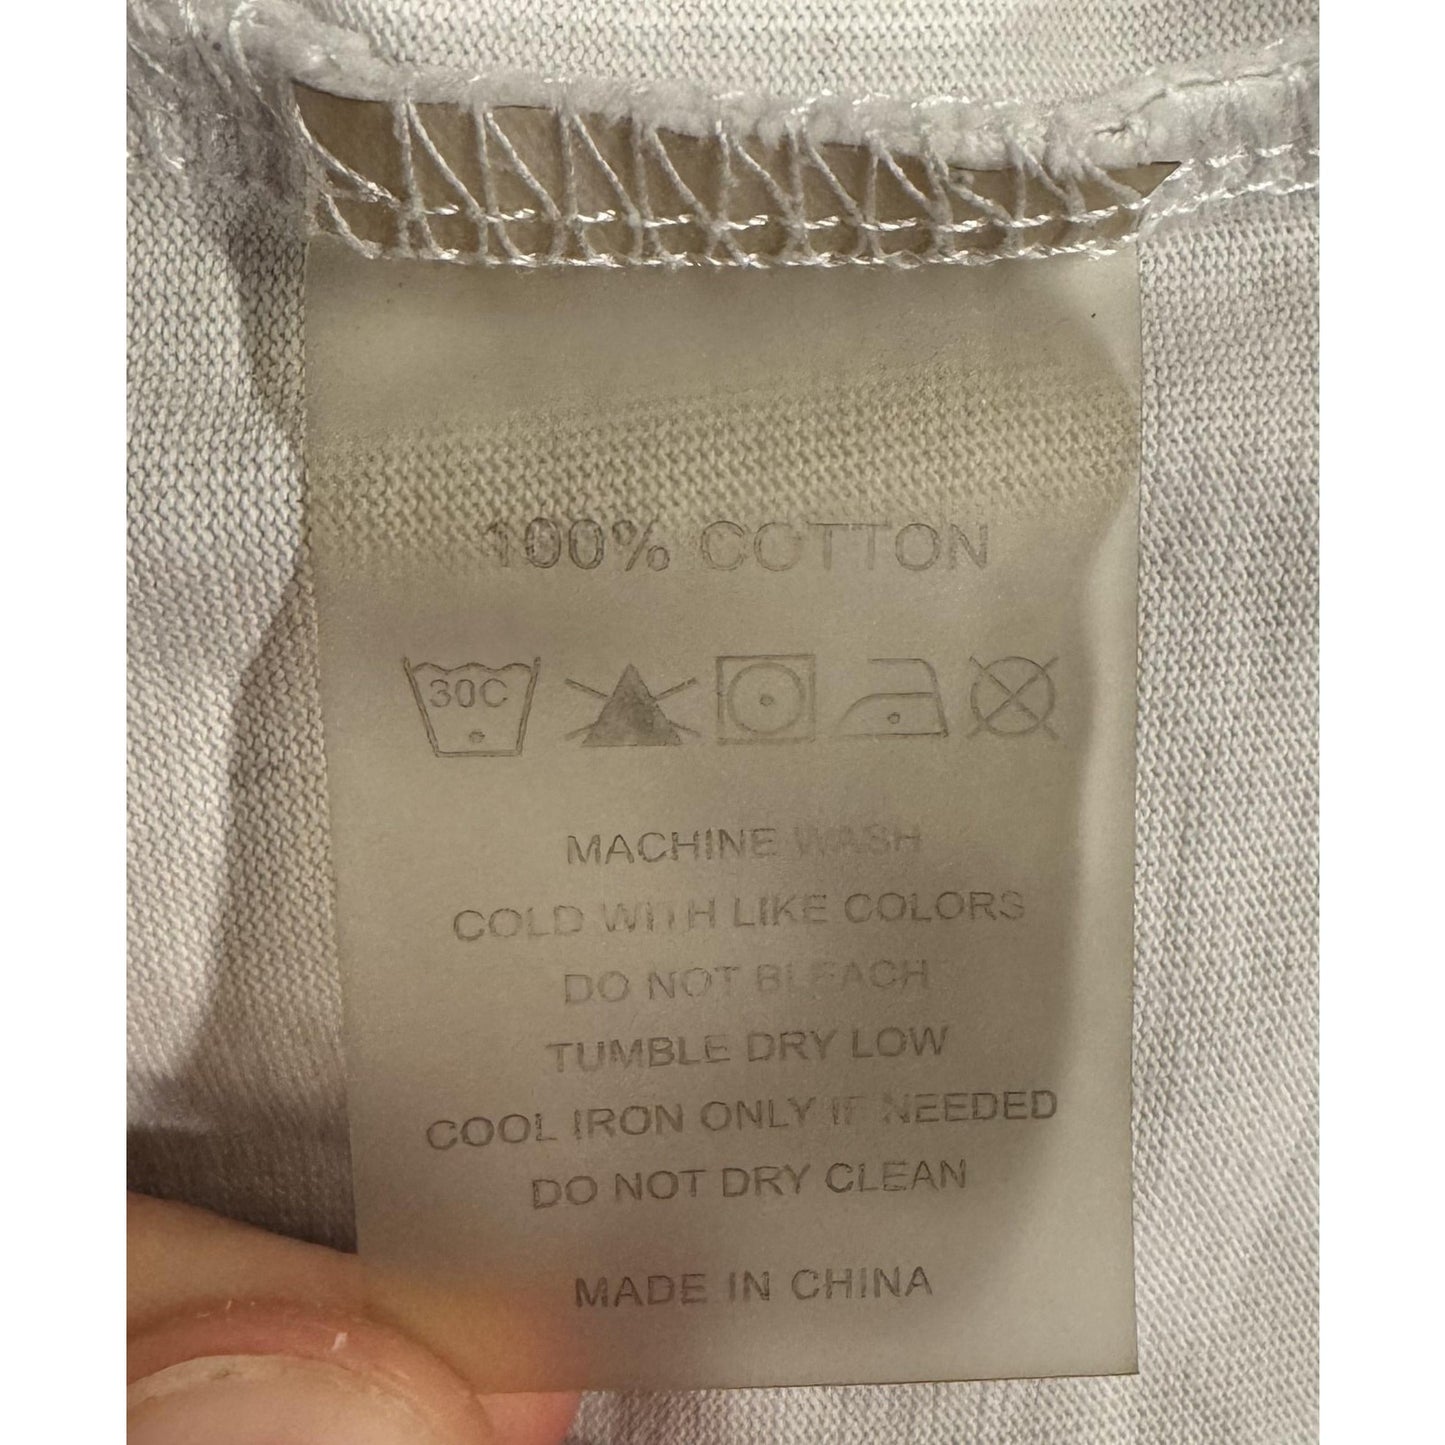 100% COTTON
30C
MACHINE WASH
COLD WITH LIKE COLORS
DO NOT BLEACH
TUMBLE DRY LOW
COOL IRON ONLY IF NEEDED
DO NOT DRY CLEAN
MADE IN CHINA